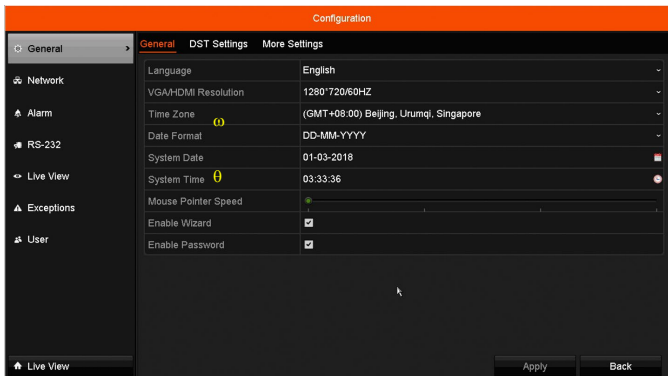 Configuration
General
General DST Settings More Settings
Network
Alarm
RS-232
Live View
Exceptions
User
Language English
VGA/HDMI Resolution 1280*720/60HZ
Time Zone (GMT+08:00) Beijing, Urumqi, Singapore
ω
Date Format DD-MM-YYYY
System Date 01-03-2018
System Time θ 03:33:36
Mouse Pointer Speed
Enable Wizard
Enable Password
Live View
Apply Back